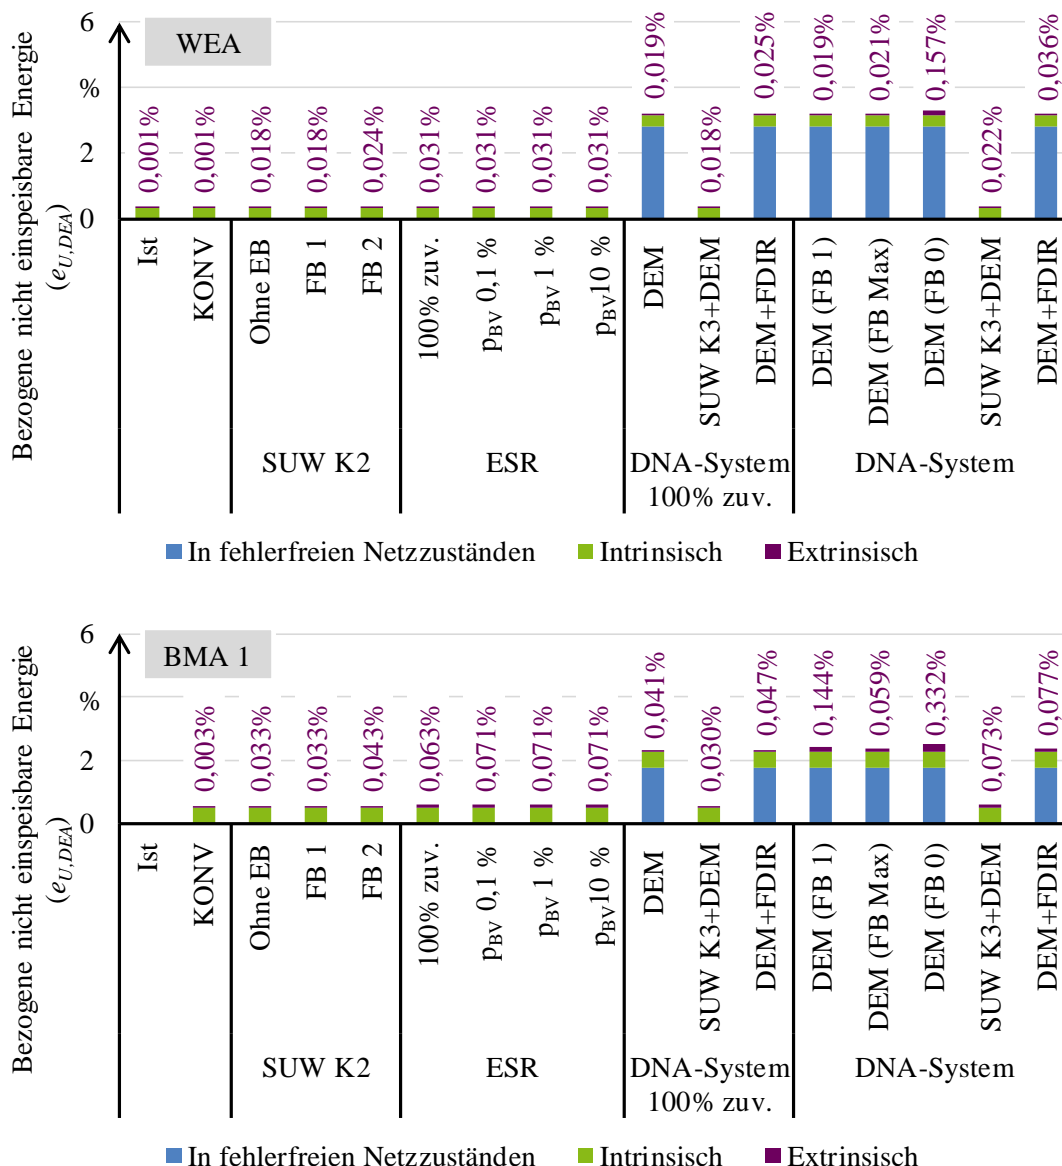 Bezogene nicht einspeisbare Energie
(e_U,DEA)
6
%
2
0
WEA
0,001%
0,001%
0,018%
0,018%
0,024%
0,031%
0,031%
0,031%
0,031%
0,019%
0,018%
0,025%
0,019%
0,021%
0,157%
0,022%
0,036%
Ist
KONV
Ohne EB
FB 1
FB 2
100% zuv.
pBV 0,1 %
pBV 1 %
pBV10 %
DEM
SUW K3+DEM
DEM+FDIR
DEM (FB 1)
DEM (FB Max)
DEM (FB 0)
SUW K3+DEM
DEM+FDIR
SUW K2
ESR
DNA-System
100% zuv.
DNA-System
In fehlerfreien Netzzuständen
Intrinsisch
Extrinsisch
Bezogene nicht einspeisbare Energie
(e_U,DEA)
6
%
2
0
BMA 1
0,003%
0,033%
0,033%
0,043%
0,063%
0,071%
0,071%
0,071%
0,041%
0,030%
0,047%
0,144%
0,059%
0,332%
0,073%
0,077%
Ist
KONV
Ohne EB
FB 1
FB 2
100% zuv.
pBV 0,1 %
pBV 1 %
pBV10 %
DEM
SUW K3+DEM
DEM+FDIR
DEM (FB 1)
DEM (FB Max)
DEM (FB 0)
SUW K3+DEM
DEM+FDIR
SUW K2
ESR
DNA-System
100% zuv.
DNA-System
In fehlerfreien Netzzuständen
Intrinsisch
Extrinsisch